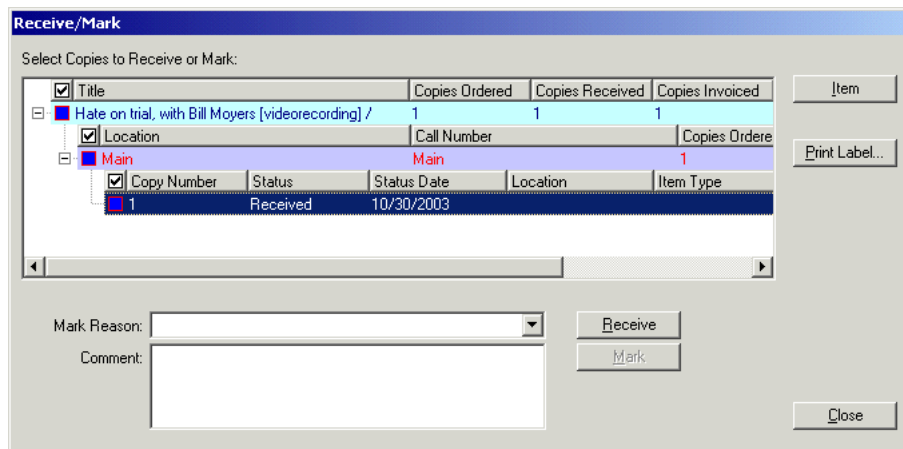 Receive/Mark
Select Copies to Receive or Mark:
Title Copies Ordered Copies Received Copies Invoiced
Item
Hate on trial, with Bill Moyers [videorecording] / 1 1 1
Location Call Number Copies Ordere
Main Main 1
Print Label...
Copy Number Status Status Date Location Item Type
1 Received 10/30/2003
Mark Reason: Receive
Comment: Mark
Close